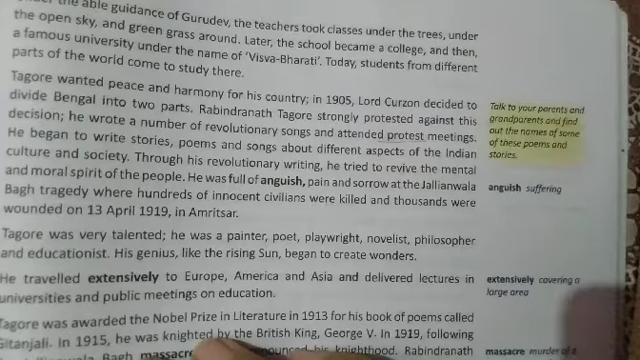 the able guidance of Gurudev, the teachers took classes under the trees, under
the open sky, and green grass around. Later, the school became a college, and then,
a famous university under the name of 'Visva-Bharati'. Today, students from different
parts of the world come to study there.
Tagore wanted peace and harmony for his country; in 1905, Lord Curzon decided to
divide Bengal into two parts. Rabindranath Tagore strongly protested against this
decision; he wrote a number of revolutionary songs and attended protest meetings.
He began to write stories, poems and songs about different aspects of the Indian
culture and society. Through his revolutionary writing, he tried to revive the mental
and moral spirit of the people. He was full of anguish, pain and sorrow at the Jallianwala
Bagh tragedy where hundreds of innocent civilians were killed and thousands were
wounded on 13 April 1919, in Amritsar.
Tagore was very talented; he was a painter, poet, playwright, novelist, philosopher
and educationist. His genius, like the rising Sun, began to create wonders.
He travelled extensively to Europe, America and Asia and delivered lectures in
universities and public meetings on education.
Tagore was awarded the Nobel Prize in Literature in 1913 for his book of poems called
Gitanjali. In 1915, he was knighted by the British King, George V. In 1919, following
Bagh massacre his knighthood. Rabindranath
Talk to your parents and
grandparents and find
out the names of some
of these poems and
stories.
anguish suffering
extensively covering a
large area
massacre murder of a